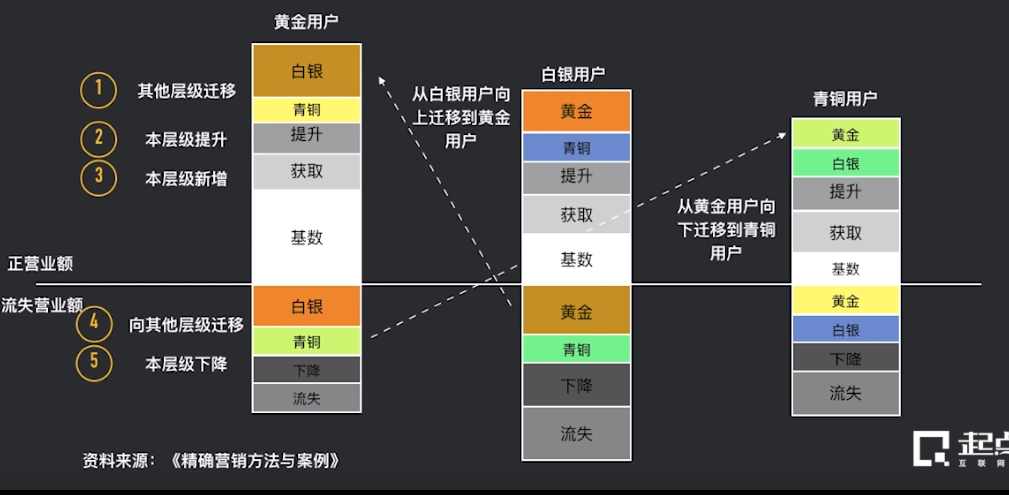 黄金用户
白银
青铜
提升
获取
基数
白银
青铜
下降
流失
1
其他层级迁移
2
本层级提升
3
本层级新增
正营业额
流失营业额
4
向其他层级迁移
5
本层级下降
从白银用户向
上迁移到黄金
用户
白银用户
黄金
青铜
提升
获取
基数
黄金
青铜
下降
流失
从黄金用户向
下迁移到青铜
用户
青铜用户
黄金
白银
提升
获取
基数
黄金
白银
下降
流失
资料来源：《精确营销方法与案例》
起点
互联网